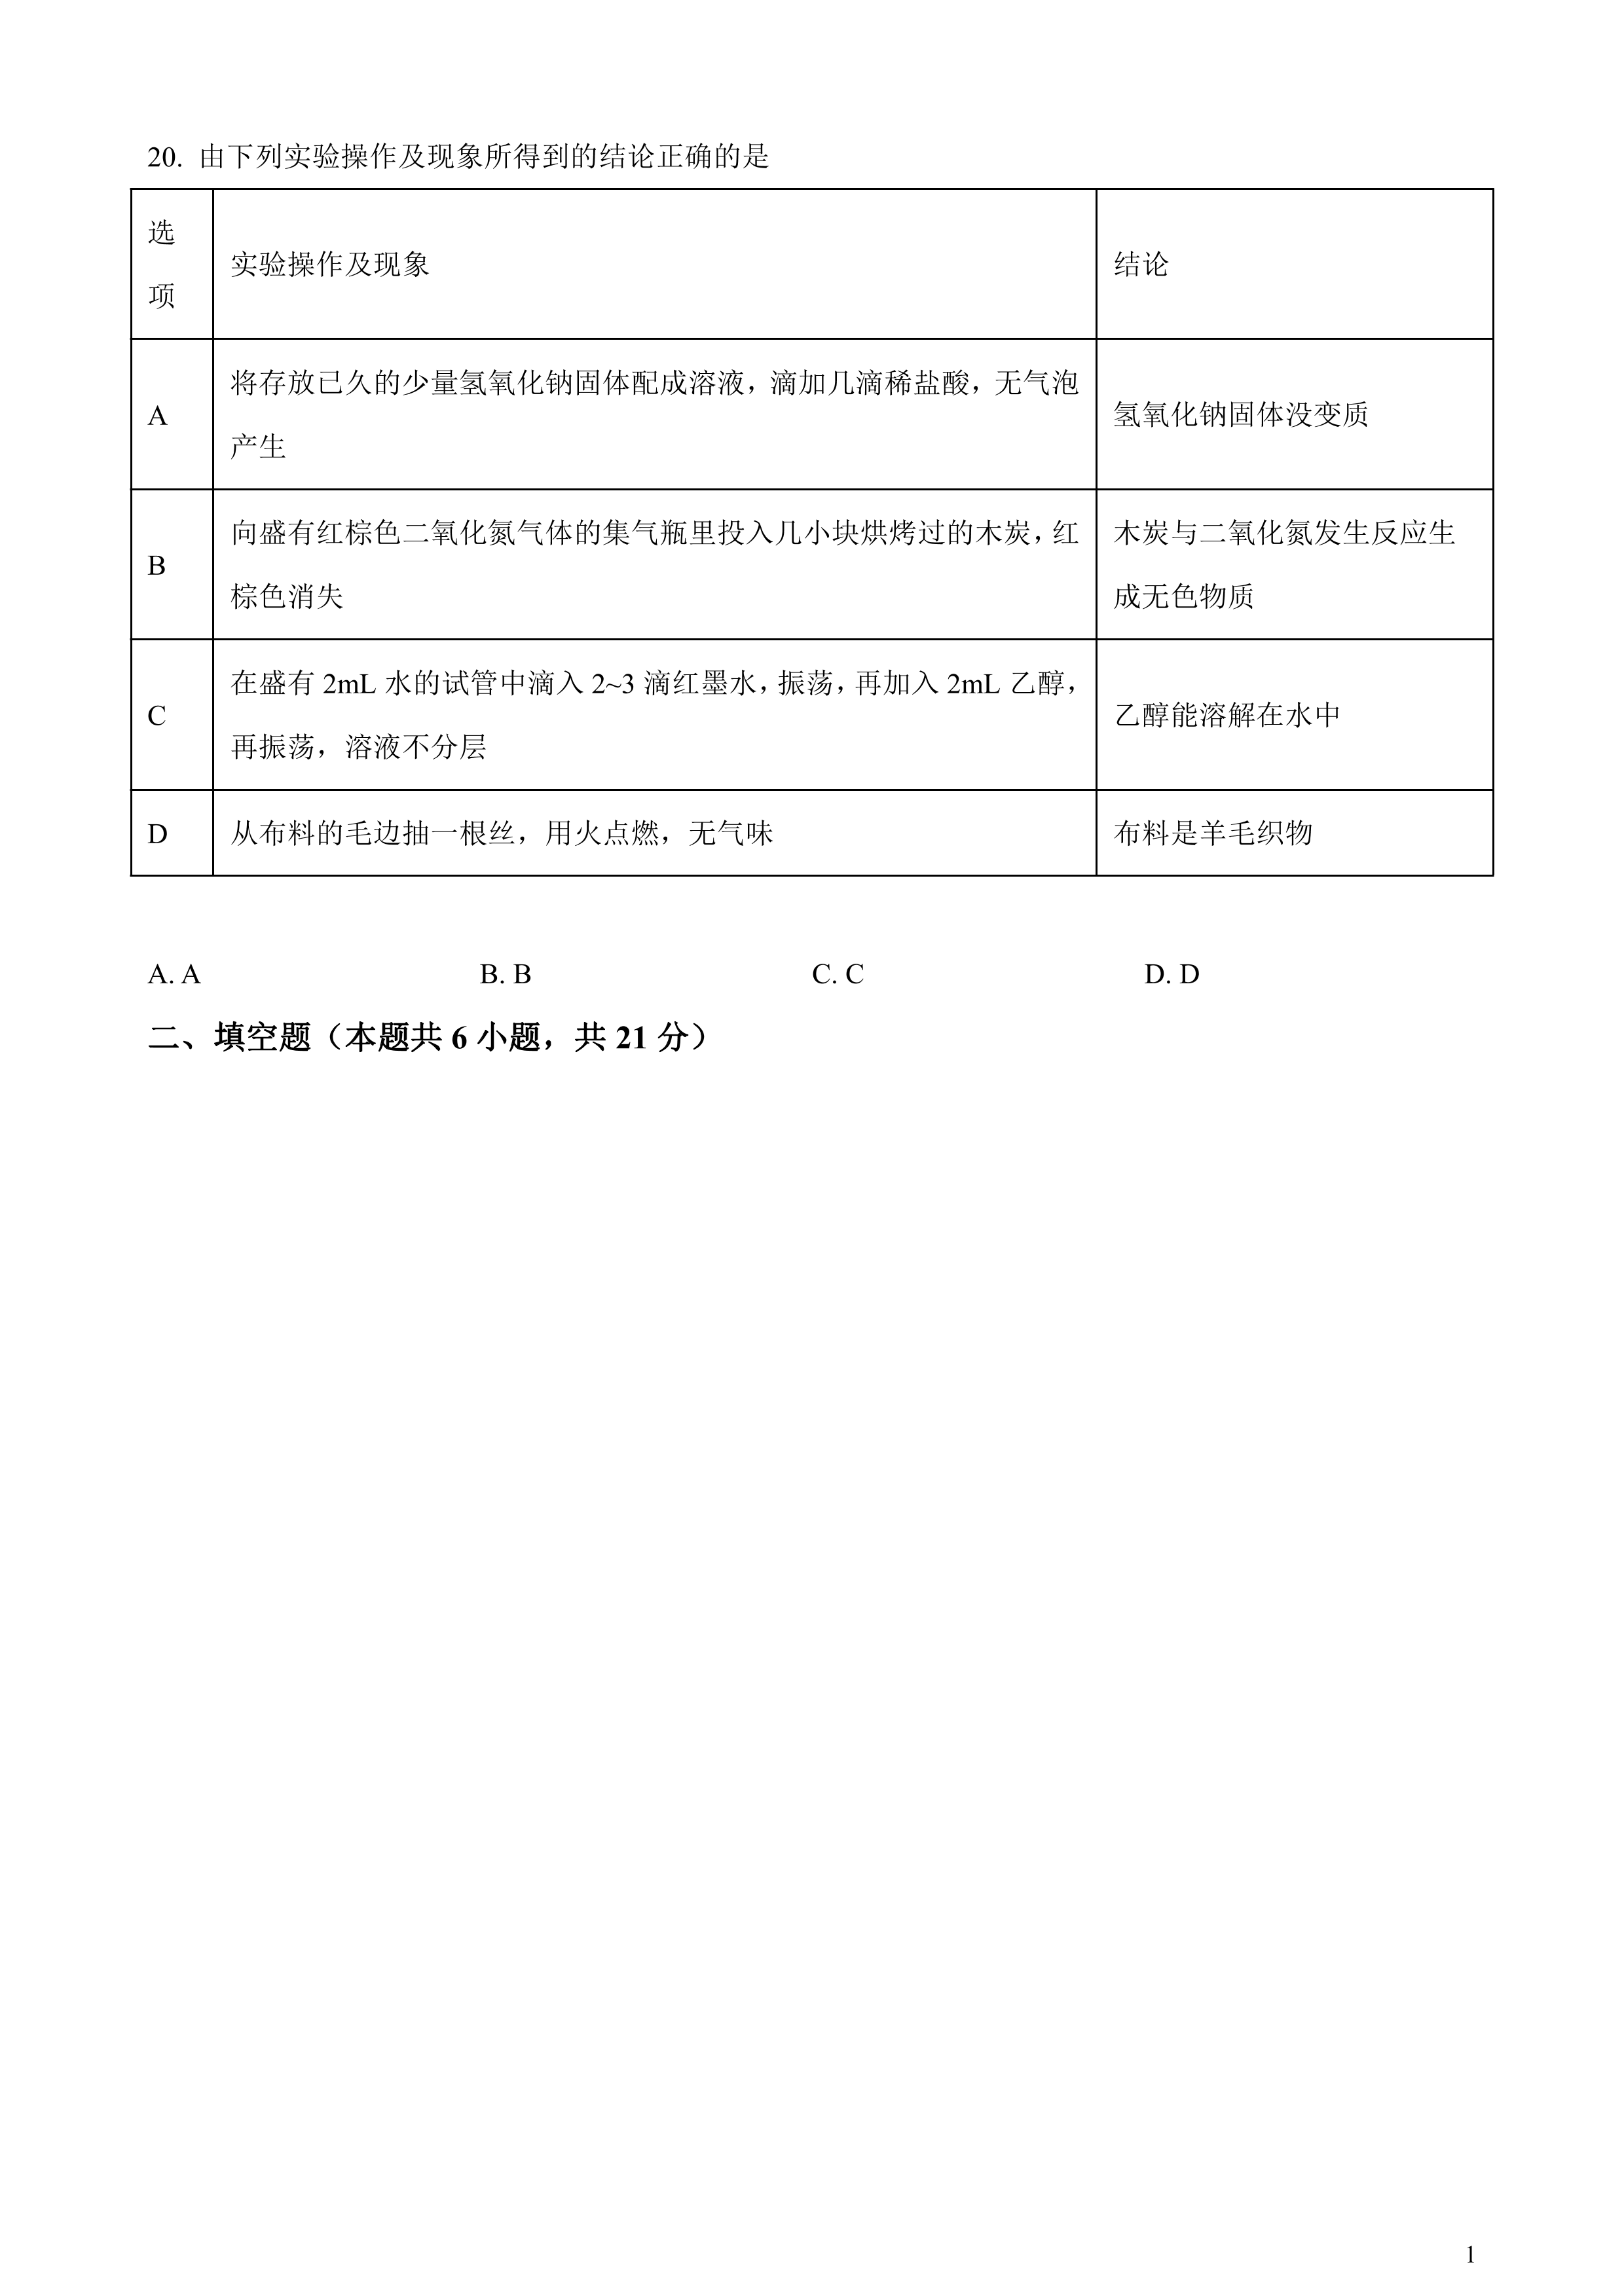 20. 由下列实验操作及现象所得到的结论正确的是
选
项
实验操作及现象
结论
A
将存放已久的少量氢氧化钠固体配成溶液，滴加几滴稀盐酸，无气泡
产生
氢氧化钠固体没变质
B
向盛有红棕色二氧化氮气体的集气瓶里投入几小块烘烤过的木炭，红
棕色消失
木炭与二氧化氮发生反应生
成无色物质
C
在盛有 2mL 水的试管中滴入 2~3 滴红墨水，振荡，再加入 2mL 乙醇，
再振荡，溶液不分层
乙醇能溶解在水中
D
从布料的毛边抽一根丝，用火点燃，无气味
布料是羊毛织物
A. A B. B C. C D. D
二、填空题（本题共 6 小题，共 21 分）
1